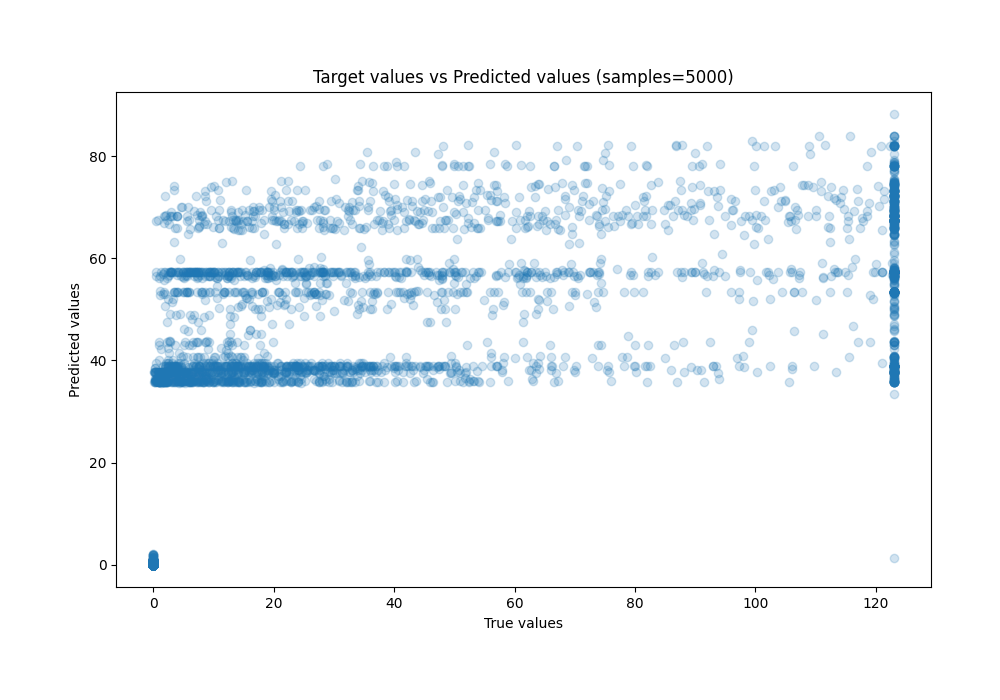 Target values vs Predicted values (samples=5000)
Predicted values
80
60
40
20
0
0 20 40 60 80 100 120
True values